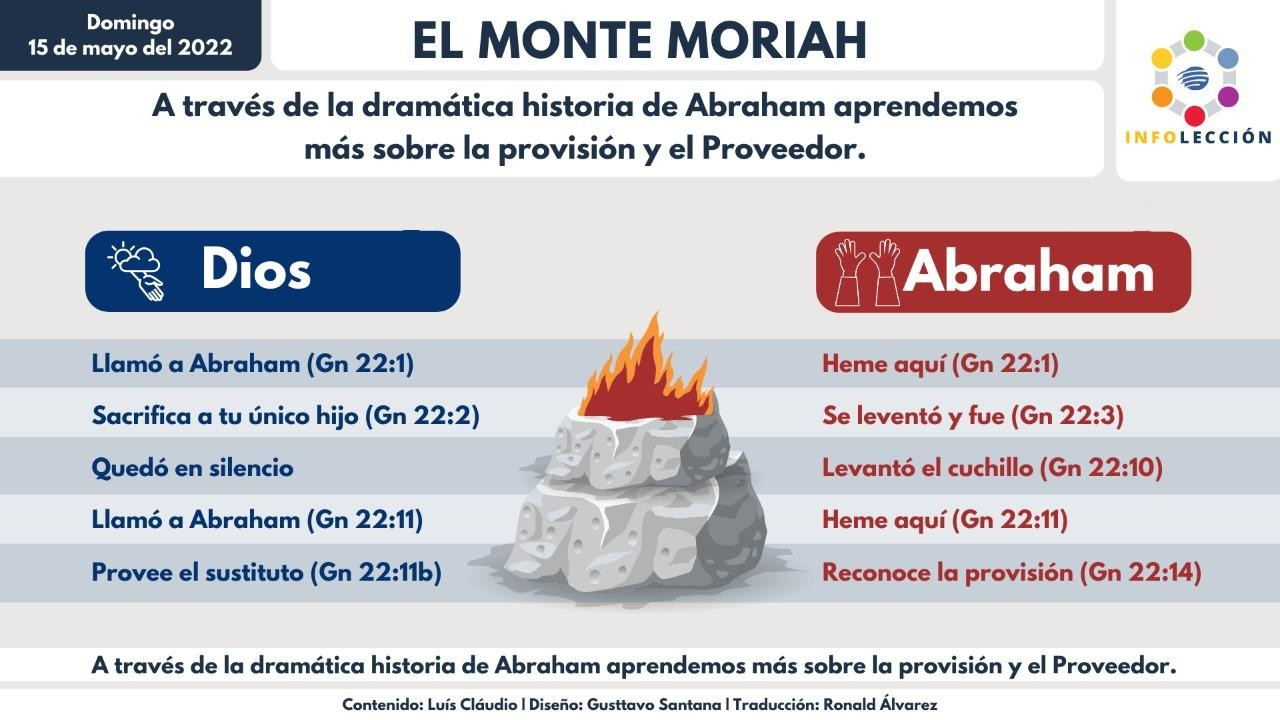 Domingo
15 de mayo del 2022
EL MONTE MORIAH
INFOLECCIÓN
A través de la dramática historia de Abraham aprendemos
más sobre la provisión y el Proveedor.
Dios
Llamó a Abraham (Gn 22:1)
Sacrifica a tu único hijo (Gn 22:2)
Quedó en silencio
Llamó a Abraham (Gn 22:11)
Provee el sustituto (Gn 22:11b)
Abraham
Heme aquí (Gn 22:1)
Se leventó y fue (Gn 22:3)
Levantó el cuchillo (Gn 22:10)
Heme aquí (Gn 22:11)
Reconoce la provisión (Gn 22:14)
A través de la dramática historia de Abraham aprendemos más sobre la provisión y el Proveedor.
Contenido: Luís Cláudio | Diseño: Gusttavo Santana | Traducción: Ronald Álvarez